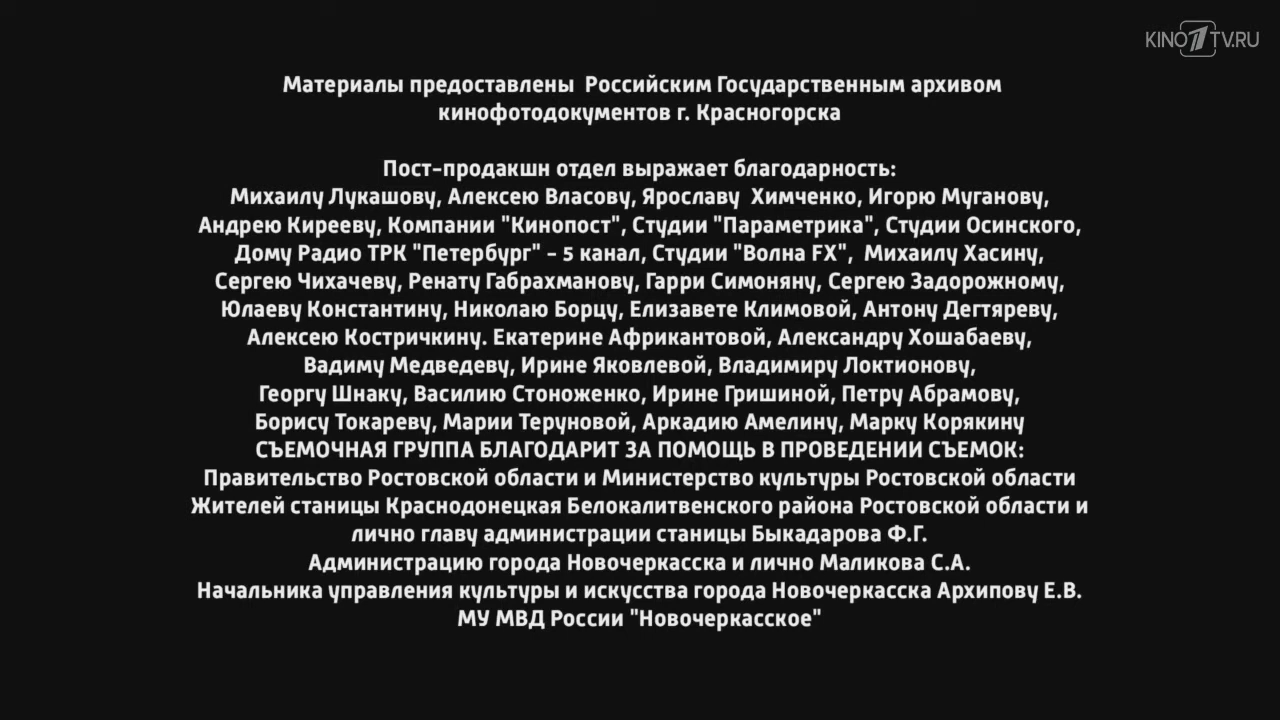 KINO1TV.RU
Материалы предоставлены Российским Государственным архивом
кинофотодокументов г. Красногорска
Пост-продакшн отдел выражает благодарность:
Михаилу Лукашову, Алексею Власову, Ярославу Химченко, Игорю Муганову,
Андрею Кирееву, Компании "Кинопост", Студии "Параметрика", Студии Осинского,
Дому Радио ТРК "Петербург" - 5 канал, Студии "Волна FX", Михаилу Хасину,
Сергею Чихачеву, Ренату Габрахманову, Гарри Симоняну, Сергею Задорожному,
Юлаеву Константину, Николаю Борцу, Елизавете Климовой, Антону Дегтяреву,
Алексею Костричкину. Екатерине Африкантовой, Александру Хошабаеву,
Вадиму Медведеву, Ирине Яковлевой, Владимиру Локтионову,
Георгу Шнаку, Василию Стоноженко, Ирине Гришиной, Петру Абрамову,
Борису Токареву, Марии Теруновой, Аркадию Амелину, Марку Корякину
СЪЕМОЧНАЯ ГРУППА БЛАГОДАРИТ ЗА ПОМОЩЬ В ПРОВЕДЕНИИ СЪЕМОК:
Правительство Ростовской области и Министерство культуры Ростовской области
Жителей станицы Краснодонецкая Белокалитвенского района Ростовской области и
лично главу администрации станицы Быкадарова Ф.Г.
Администрацию города Новочеркасска и лично Маликова С.А.
Начальника управления культуры и искусства города Новочеркасска Архипову Е.В.
МУ МВД России "Новочеркасское"